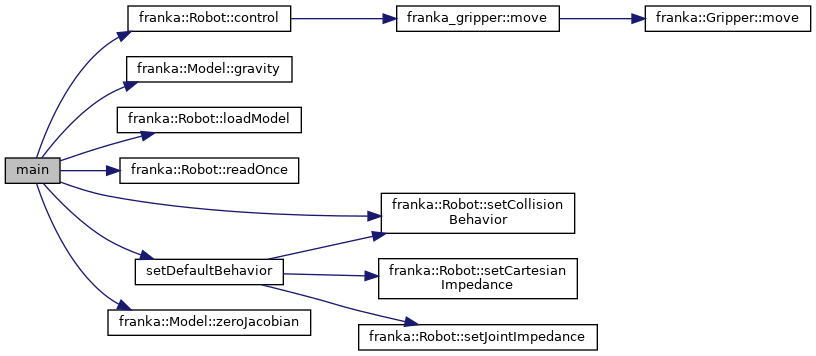 franka::Robot::control
franka_gripper::move
franka::Gripper::move
franka::Model::gravity
franka::Robot::loadModel
main
franka::Robot::readOnce
franka::Robot::setCollision
Behavior
setDefaultBehavior
franka::Robot::setCartesian
Impedance
franka::Model::zeroJacobian
franka::Robot::setJointImpedance